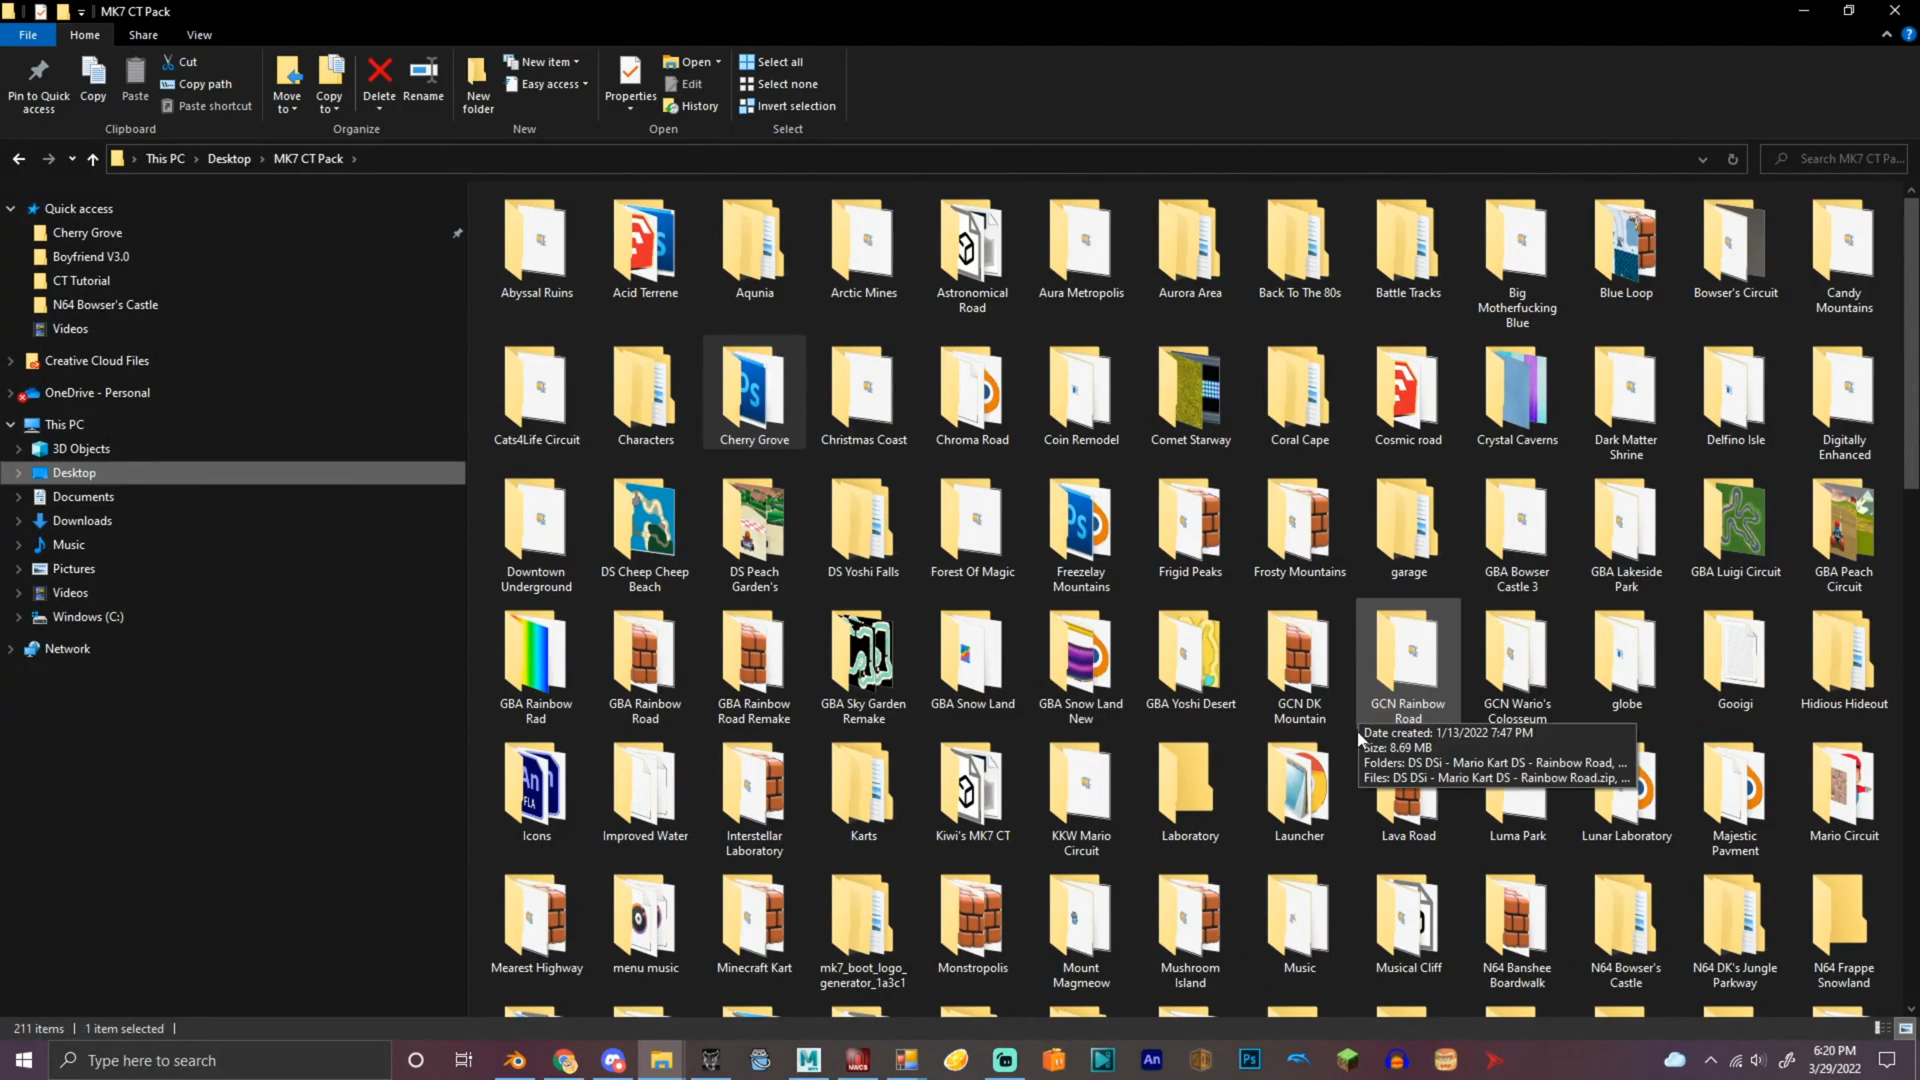 MK7 CT Pack
File
Home
Share
View
Pin to Quick access
Copy
Paste
Cut
Copy path
Paste shortcut
Clipboard
Move to
Copy to
Delete
Rename
Organize
New folder
New item
Easy access
New
Properties
Open
Edit
History
Open
Select all
Select none
Invert selection
Select
This PC
Desktop
MK7 CT Pack
Search MK7 CT Pa...
Quick access
Cherry Grove
Boyfriend V3.0
CT Tutorial
N64 Bowser's Castle
Videos
Creative Cloud Files
OneDrive - Personal
This PC
3D Objects
Desktop
Documents
Downloads
Music
Pictures
Videos
Windows (C:)
Network
Abyssal Ruins
Acid Terrene
Aqunia
Arctic Mines
Astronomical Road
Aura Metropolis
Aurora Area
Back To The 80s
Battle Tracks
Big Motherfucking Blue
Blue Loop
Bowser's Circuit
Candy Mountains
Cats4Life Circuit
Characters
Cherry Grove
Christmas Coast
Chroma Road
Coin Remodel
Comet Starway
Coral Cape
Cosmic road
Crystal Caverns
Dark Matter Shrine
Delfino Isle
Digitally Enhanced
Downtown Underground
DS Cheep Cheep Beach
DS Peach Garden's
DS Yoshi Falls
Forest Of Magic
Freezelay Mountains
Frigid Peaks
Frosty Mountains
garage
GBA Bowser Castle 3
GBA Lakeside Park
GBA Luigi Circuit
GBA Peach Circuit
GBA Rainbow Rad
GBA Rainbow Road
GBA Rainbow Road Remake
GBA Sky Garden Remake
GBA Snow Land
GBA Snow Land New
GBA Yoshi Desert
GCN DK Mountain
GCN Rainbow Road
GCN Wario's Colosseum
globe
Gooigi
Hidious Hideout
Date created: 1/13/2022 7:47 PM
Size: 8.69 MB
Folders: DS DSi - Mario Kart DS - Rainbow Road, ...
Files: DS DSi - Mario Kart DS - Rainbow Road.zip, ...
Icons
Improved Water
Interstellar Laboratory
Karts
Kiwi's MK7 CT
KKW Mario Circuit
Laboratory
Launcher
Lava Road
Luma Park
Lunar Laboratory
Majestic Pavment
Mario Circuit
Mearest Highway
menu music
Minecraft Kart
mk7_boot_logo_generator_1a3c1
Monstropolis
Mount Magmeow
Mushroom Island
Music
Musical Cliff
N64 Banshee Boardwalk
N64 Bowser's Castle
N64 DK's Jungle Parkway
N64 Frappe Snowland
211 items
1 item selected
Type here to search
6:20 PM
3/29/2022